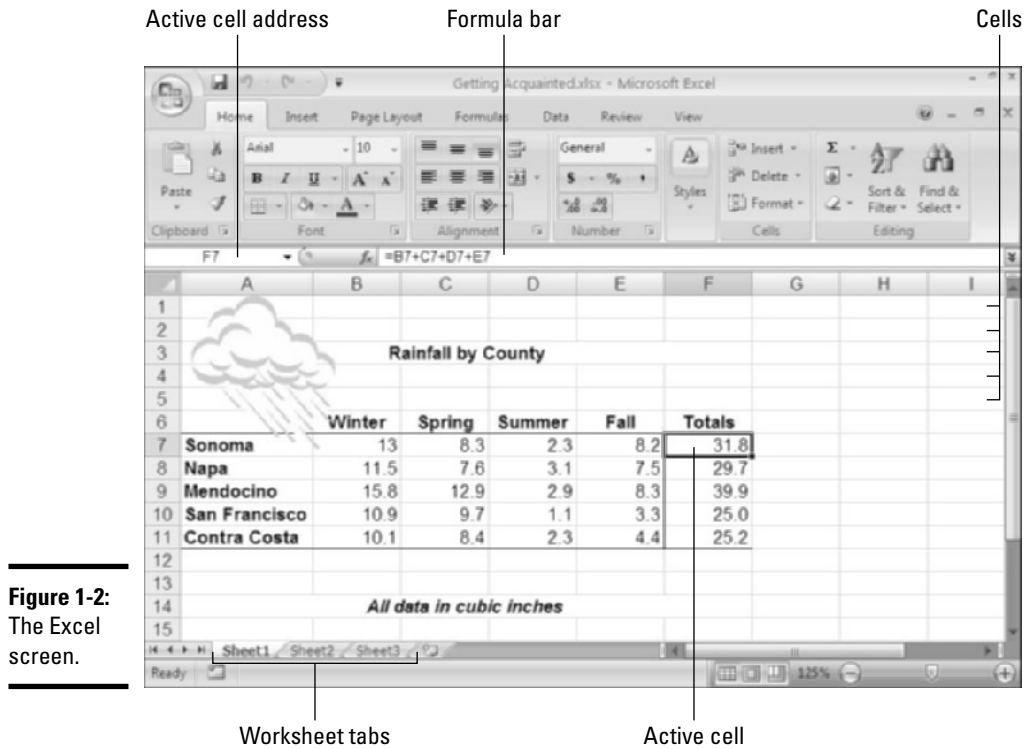 Active cell address Formula bar Cells
Getting Acquainted.xlsx - Microsoft Excel
Home Insert Page Layout Formulas Data Review View
Paste
Arial 10
B I U A A
A
General
$ % ,
Styles
Insert
Delete
Format
Σ
Sort & Filter
Find & Select
Clipboard Font Alignment Number Cells Editing
F7 fx =B7+C7+D7+E7
A B C D E F G H I
1
2
3 Rainfall by County
4
5
6 Winter Spring Summer Fall Totals
7 Sonoma 13 8.3 2.3 8.2 31.8
8 Napa 11.5 7.6 3.1 7.5 29.7
9 Mendocino 15.8 12.9 2.9 8.3 39.9
10 San Francisco 10.9 9.7 1.1 3.3 25.0
11 Contra Costa 10.1 8.4 2.3 4.4 25.2
12
13
14 All data in cubic inches
15
Sheet1 Sheet2 Sheet3
Ready 125%
Worksheet tabs Active cell
Figure 1-2:
The Excel
screen.